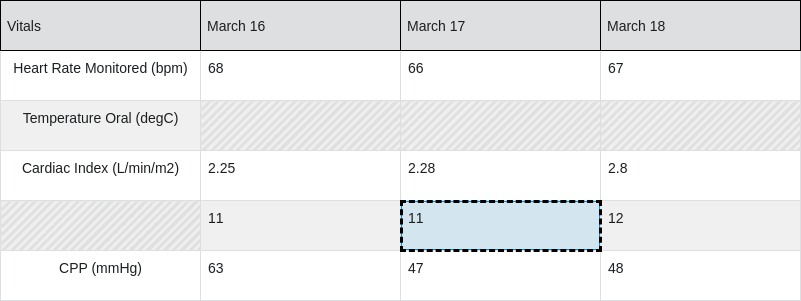 Vitals March 16 March 17 March 18
Heart Rate Monitored (bpm) 68 66 67
Temperature Oral (degC)
Cardiac Index (L/min/m2) 2.25 2.28 2.8
11 11 12
CPP (mmHg) 63 47 48